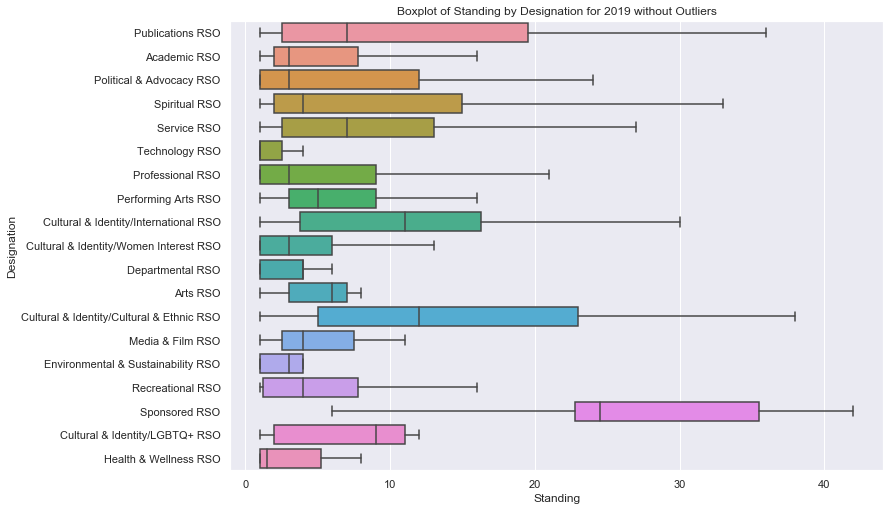 Boxplot of Standing by Designation for 2019 without Outliers
Publications RSO
Academic RSO
Political & Advocacy RSO
Spiritual RSO
Service RSO
Technology RSO
Professional RSO
Performing Arts RSO
Cultural & Identity/International RSO
Cultural & Identity/Women Interest RSO
Departmental RSO
Arts RSO
Cultural & Identity/Cultural & Ethnic RSO
Media & Film RSO
Environmental & Sustainability RSO
Recreational RSO
Sponsored RSO
Cultural & Identity/LGBTQ+ RSO
Health & Wellness RSO
Designation
0 10 20 30 40
Standing